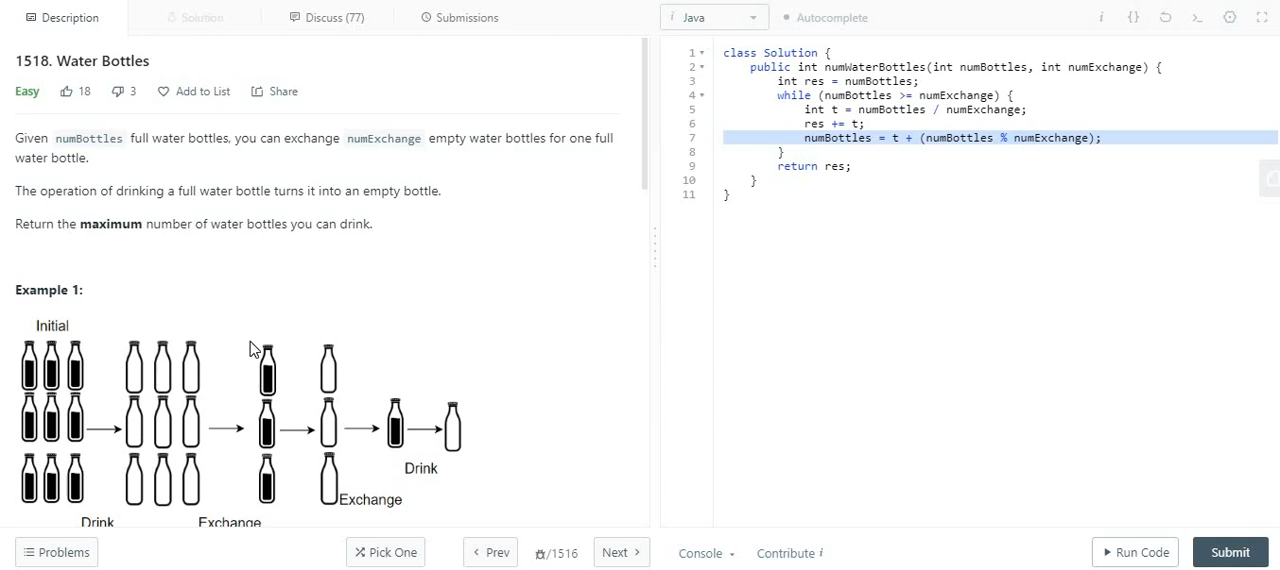 Description
Solution
Discuss (77)
Submissions
i Java
Autocomplete
i {}
1518. Water Bottles
Easy 18 3 Add to List Share
Given numBottles full water bottles, you can exchange numExchange empty water bottles for one full
water bottle.
The operation of drinking a full water bottle turns it into an empty bottle.
Return the maximum number of water bottles you can drink.
Example 1:
Initial
Drink
Exchange
Drink
Exchange
Problems
Pick One
Prev
/1516
Next
1 class Solution {
2 public int numWaterBottles(int numBottles, int numExchange) {
3 int res = numBottles;
4 while (numBottles >= numExchange) {
5 int t = numBottles / numExchange;
6 res += t;
7 numBottles = t + (numBottles % numExchange);
8 }
9 return res;
10 }
11 }
Console
Contribute i
Run Code
Submit